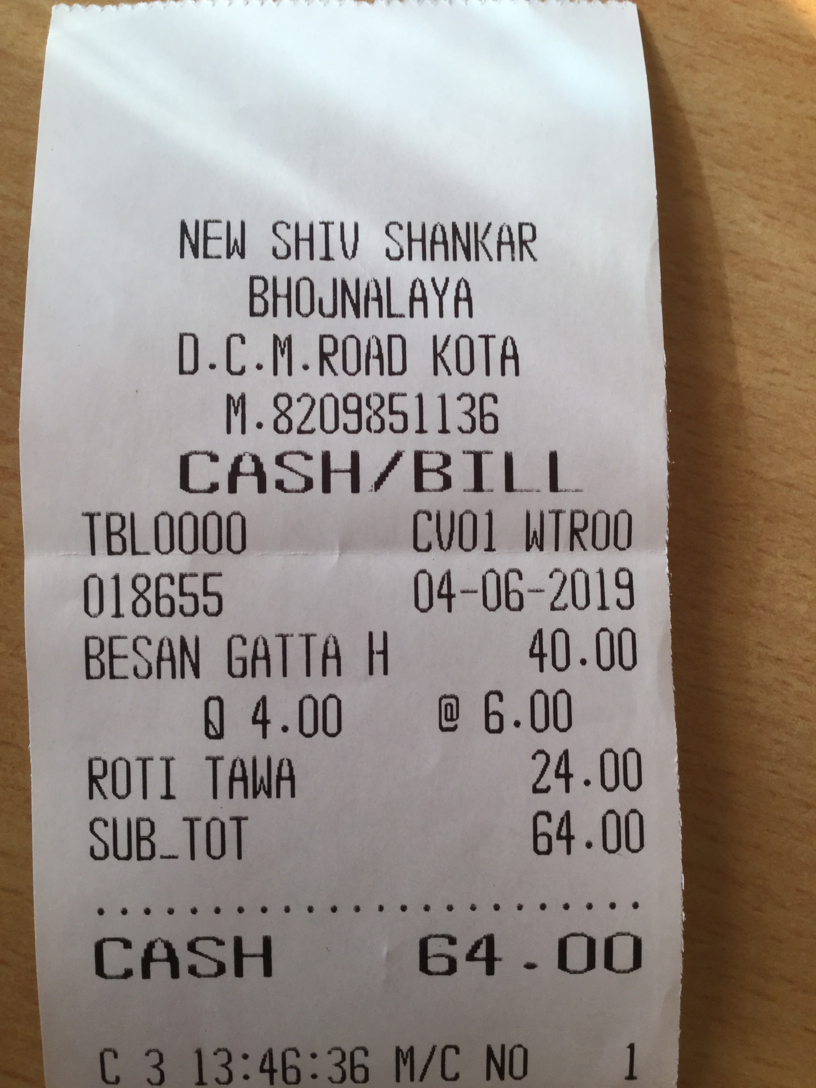 NEW SHIV SHANKAR
BHOJNALAYA
D.C.M.ROAD KOTA
M.8209851136
CASH/BILL
TBL0000 CV01 WTR00
018655 04-06-2019
BESAN GATTA H 40.00
Q 4.00 @ 6.00
ROTI TAWA 24.00
SUB_TOT 64.00
..........................
CASH 64.00
C 3 13:46:36 M/C NO 1